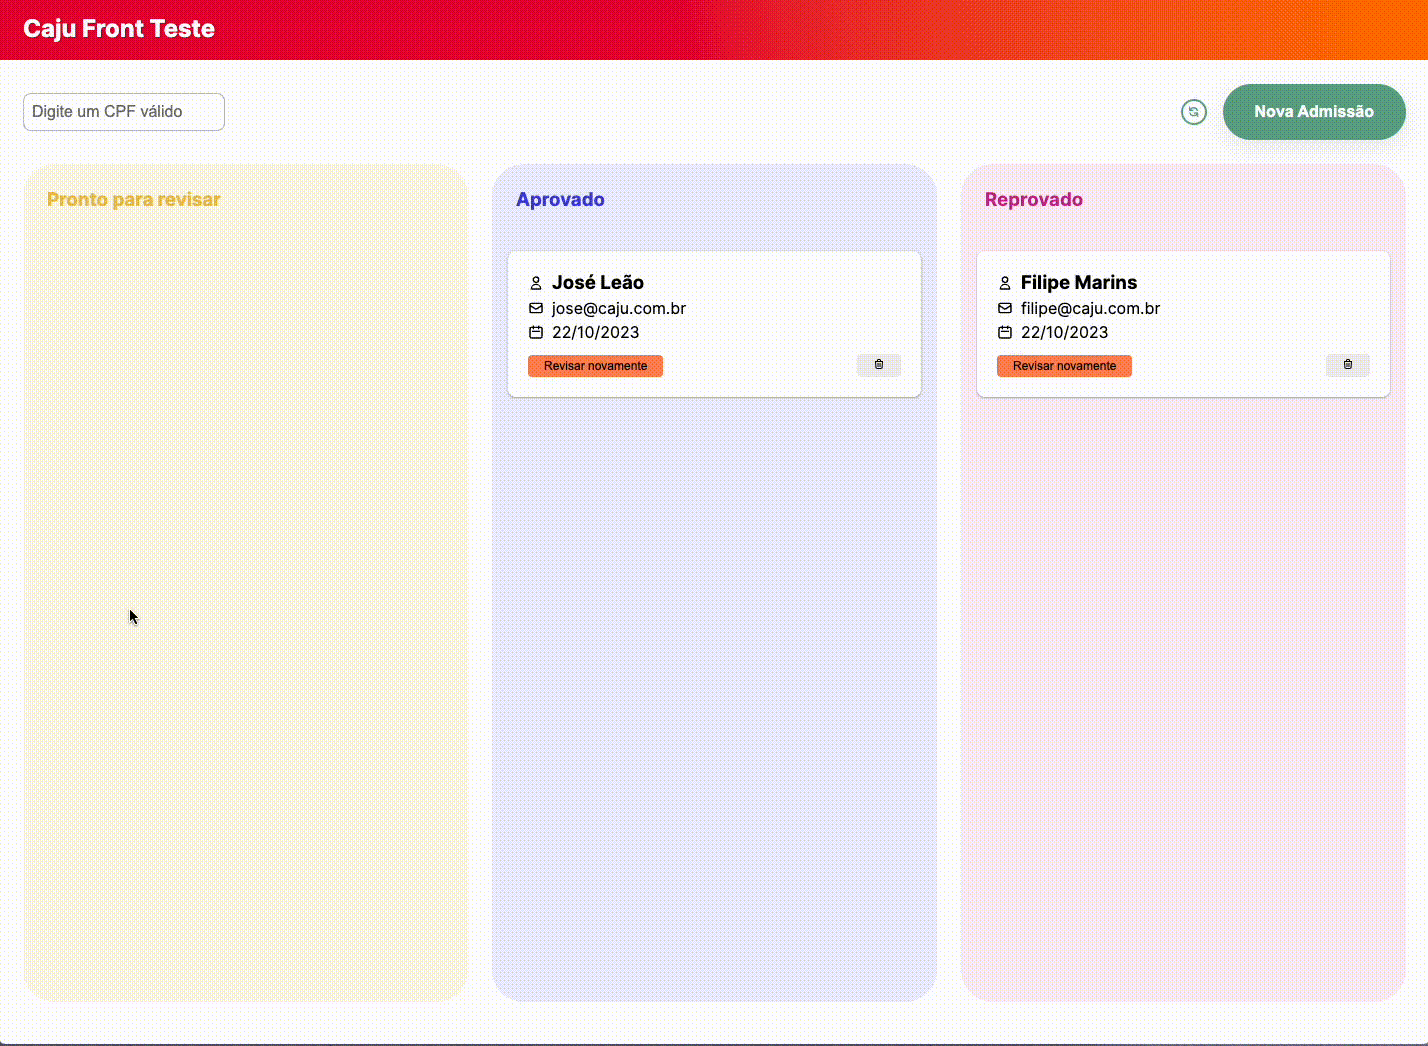 Caju Front Teste
Digite um CPF válido
Nova Admissão
Pronto para revisar
Aprovado
José Leão
jose@caju.com.br
22/10/2023
Revisar novamente
Reprovado
Filipe Marins
filipe@caju.com.br
22/10/2023
Revisar novamente